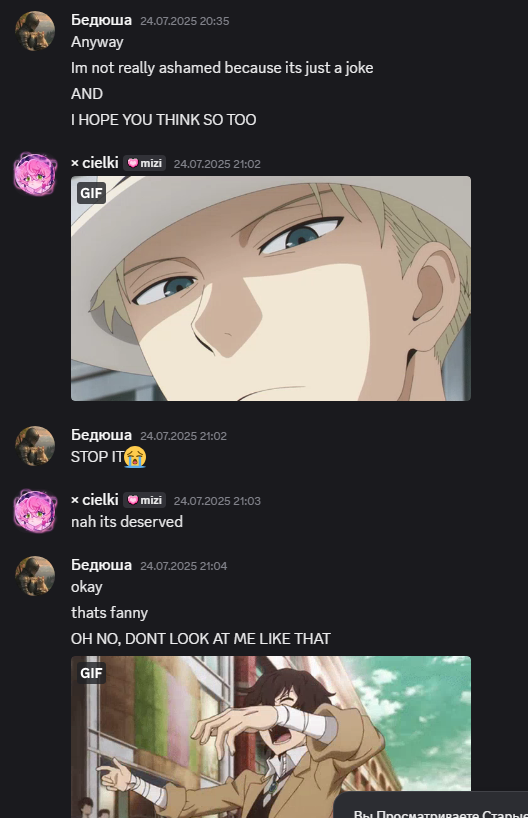 Бедюша 24.07.2025 20:35
Anyway
Im not really ashamed because its just a joke
AND
I HOPE YOU THINK SO TOO
× cielki mizi 24.07.2025 21:02
GIF
Бедюша 24.07.2025 21:02
STOP IT😭
× cielki mizi 24.07.2025 21:03
nah its deserved
Бедюша 24.07.2025 21:04
okay
thats fanny
OH NO, DONT LOOK AT ME LIKE THAT
GIF
Вы Просматриваете Старые